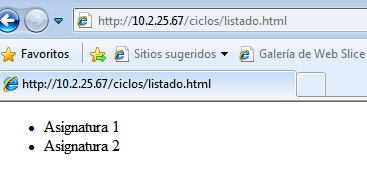 http://10.2.25.67/ciclos/listado.html
Favoritos Sitios sugeridos Galería de Web Slice
http://10.2.25.67/ciclos/listado.html
Asignatura 1
Asignatura 2